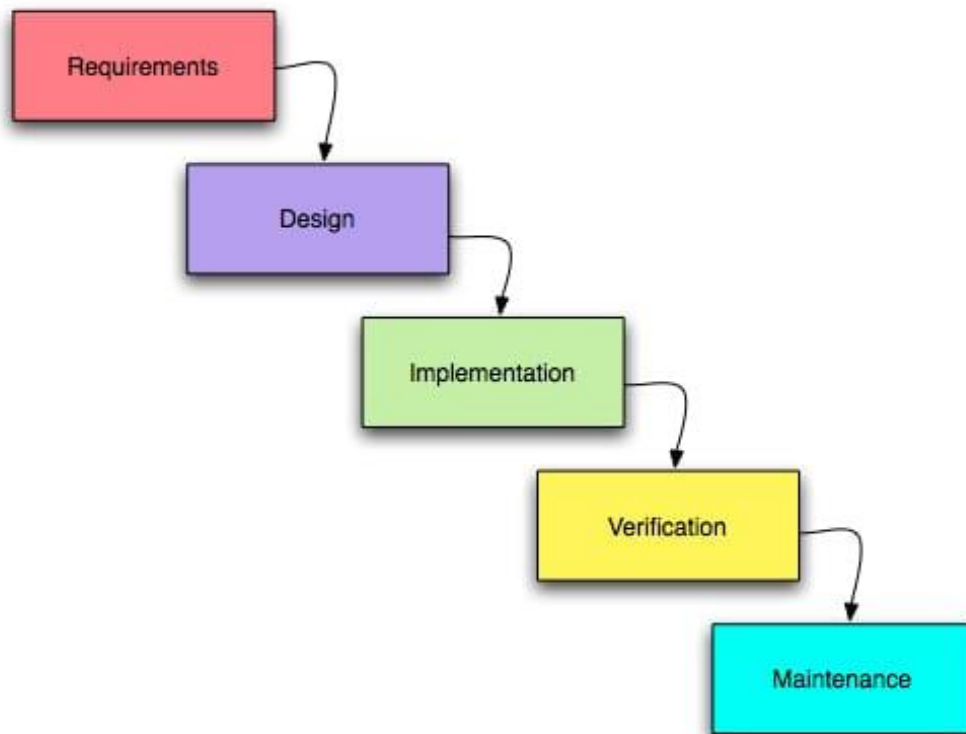 Requirements
Design
Implementation
Verification
Maintenance